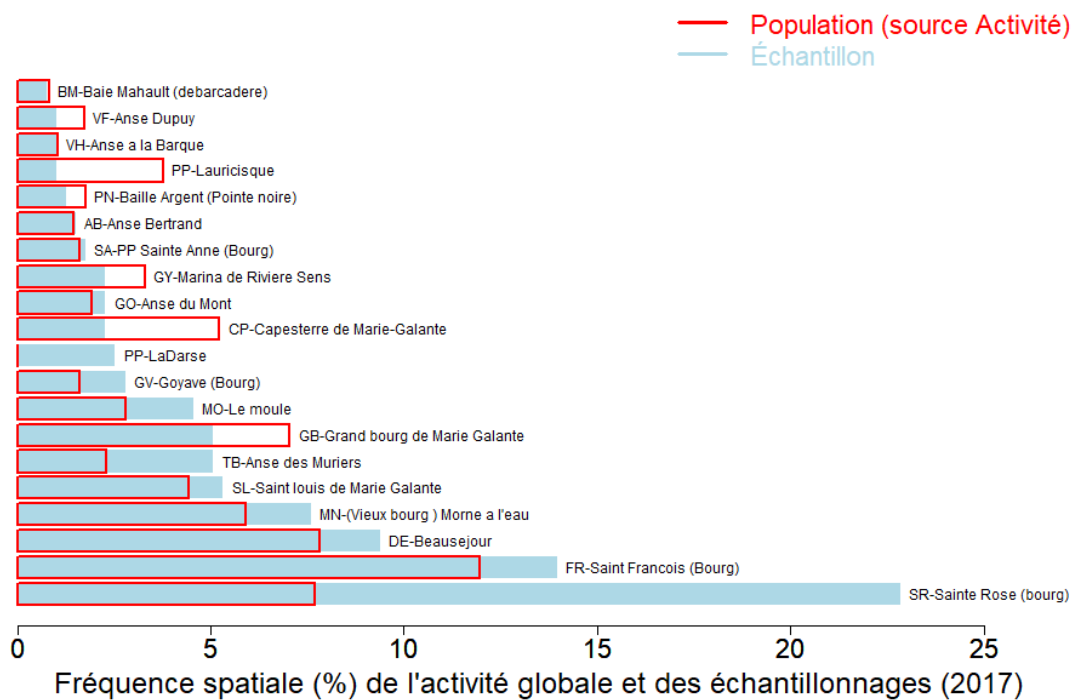 Population (source Activité)
Échantillon
BM-Baie Mahault (debarcadere)
VF-Anse Dupuy
VH-Anse a la Barque
PP-Lauricisque
PN-Baille Argent (Pointe noire)
AB-Anse Bertrand
SA-PP Sainte Anne (Bourg)
GY-Marina de Riviere Sens
GO-Anse du Mont
CP-Capesterre de Marie-Galante
PP-LaDarse
GV-Goyave (Bourg)
MO-Le moule
GB-Grand bourg de Marie Galante
TB-Anse des Muriers
SL-Saint louis de Marie Galante
MN-(Vieux bourg ) Morne a l'eau
DE-Beausejour
FR-Saint Francois (Bourg)
SR-Sainte Rose (bourg)
0 5 10 15 20 25
Fréquence spatiale (%) de l'activité globale et des échantillonnages (2017)